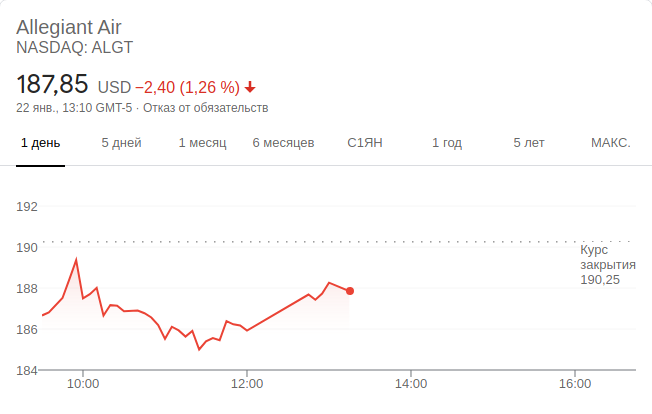 Allegiant Air
NASDAQ: ALGT
187,85 USD −2,40 (1,26 %)
22 янв., 13:10 GMT-5 · Отказ от обязательств
1 день 5 дней 1 месяц 6 месяцев С1ЯН 1 год 5 лет МАКС.
192
190
188
186
184
Курс
закрытия
190,25
10:00 12:00 14:00 16:00